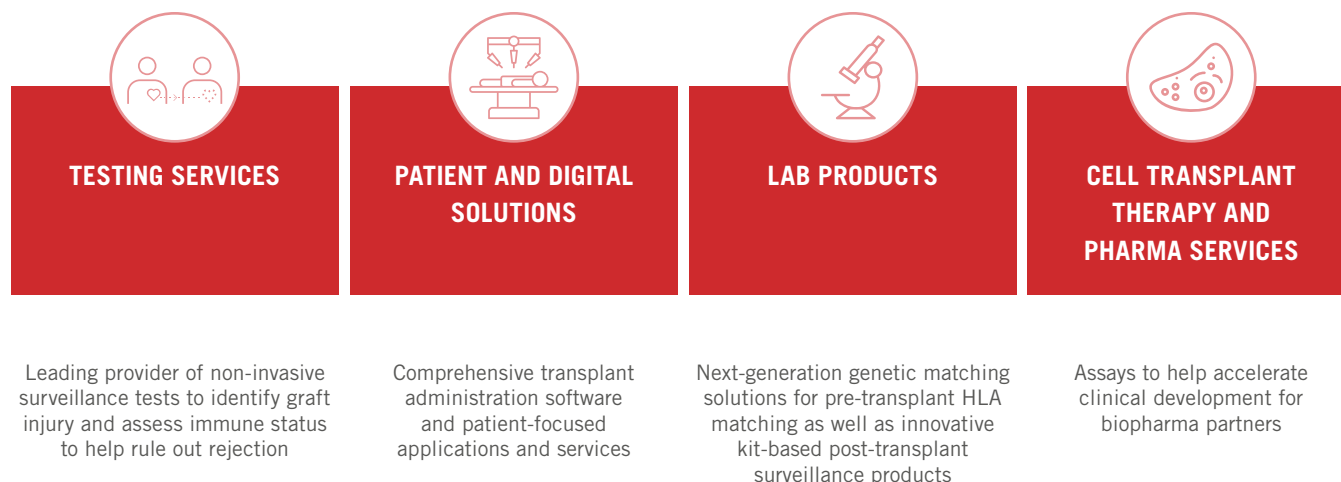 TESTING SERVICES
PATIENT AND DIGITAL
SOLUTIONS
LAB PRODUCTS
CELL TRANSPLANT
THERAPY AND
PHARMA SERVICES
Leading provider of non-invasive
surveillance tests to identify graft
injury and assess immune status
to help rule out rejection
Comprehensive transplant
administration software
and patient-focused
applications and services
Next-generation genetic matching
solutions for pre-transplant HLA
matching as well as innovative
kit-based post-transplant
surveillance products
Assays to help accelerate
clinical development for
biopharma partners